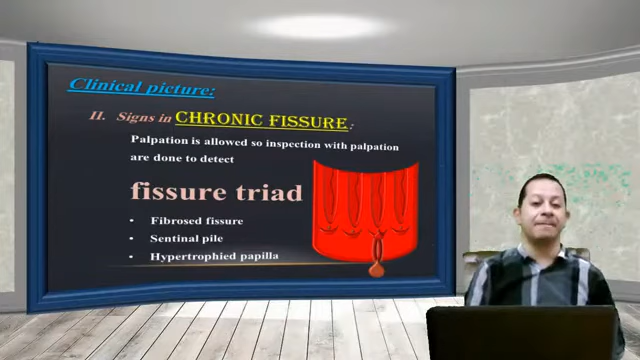 Clinical picture:
II. Signs in CHRONIC FISSURE:
Palpation is allowed so inspection with palpation
are done to detect
fissure triad
• Fibrosed fissure
• Sentinal pile
• Hypertrophied papilla